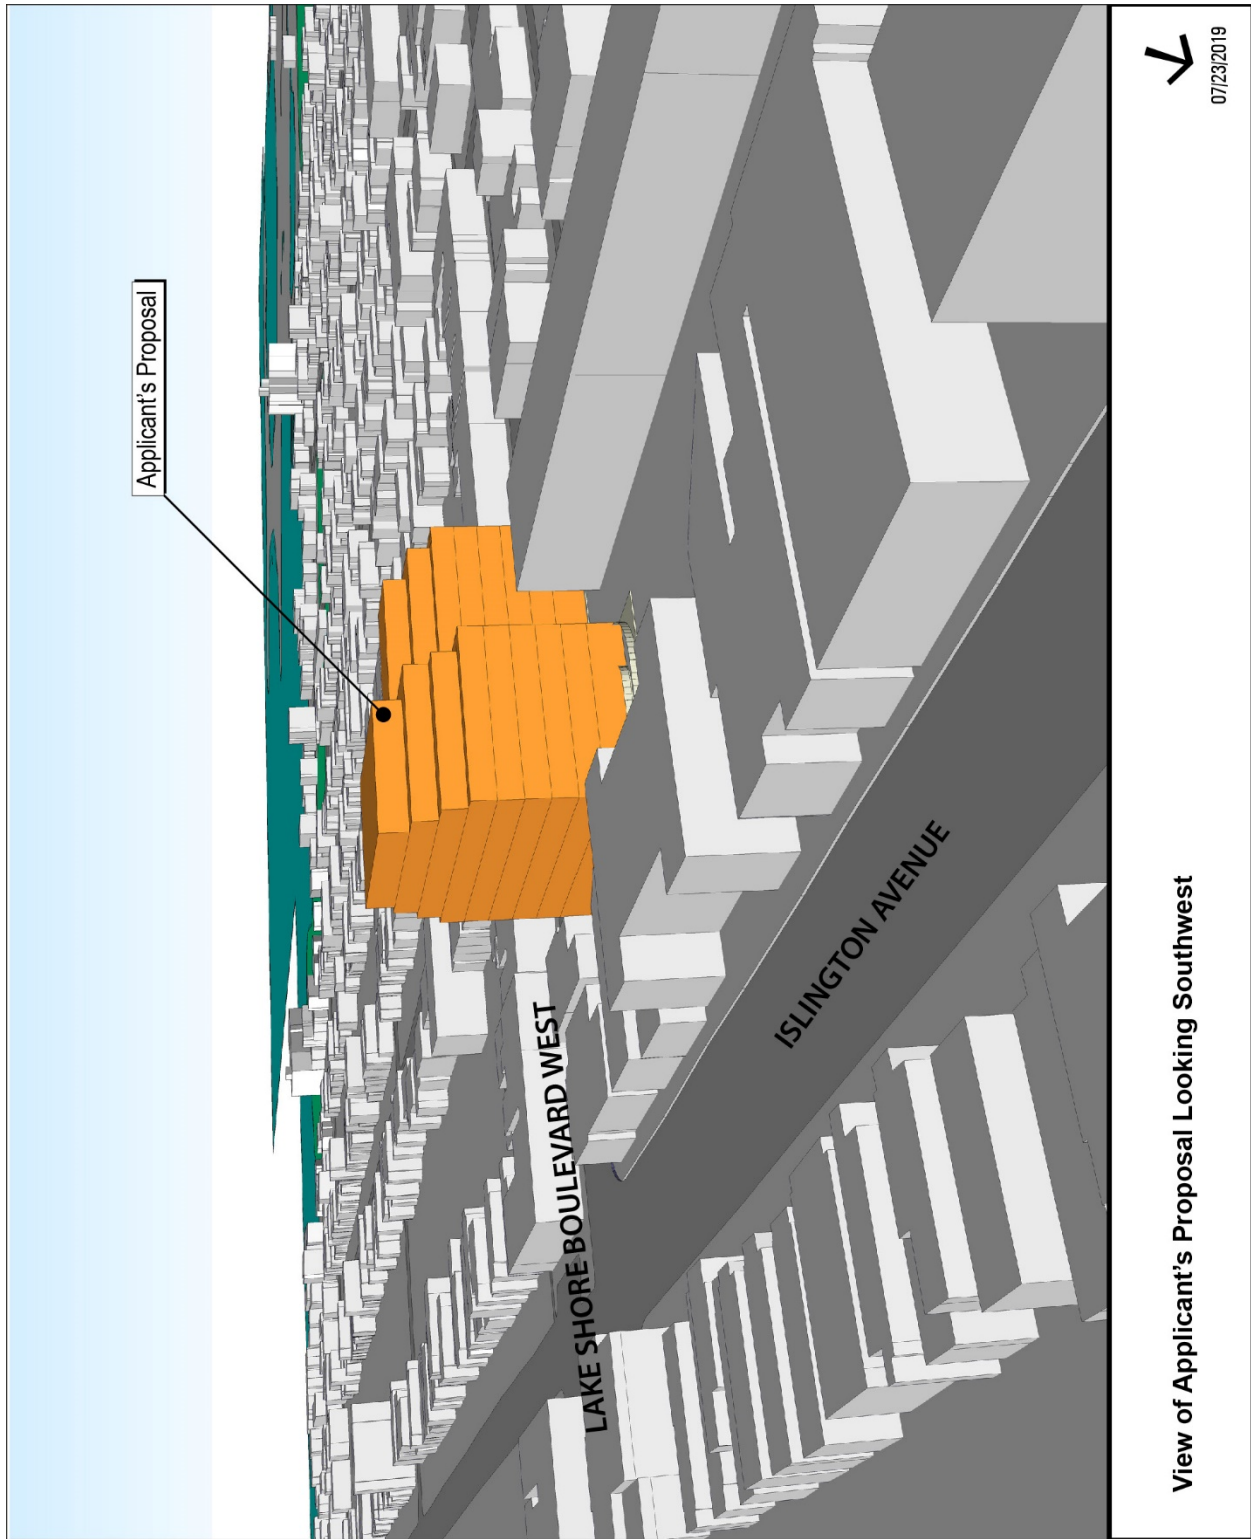 Applicant's Proposal
LAKE SHORE BOULEVARD WEST
ISLINGTON AVENUE
View of Applicant's Proposal Looking Southwest
07/23/2019